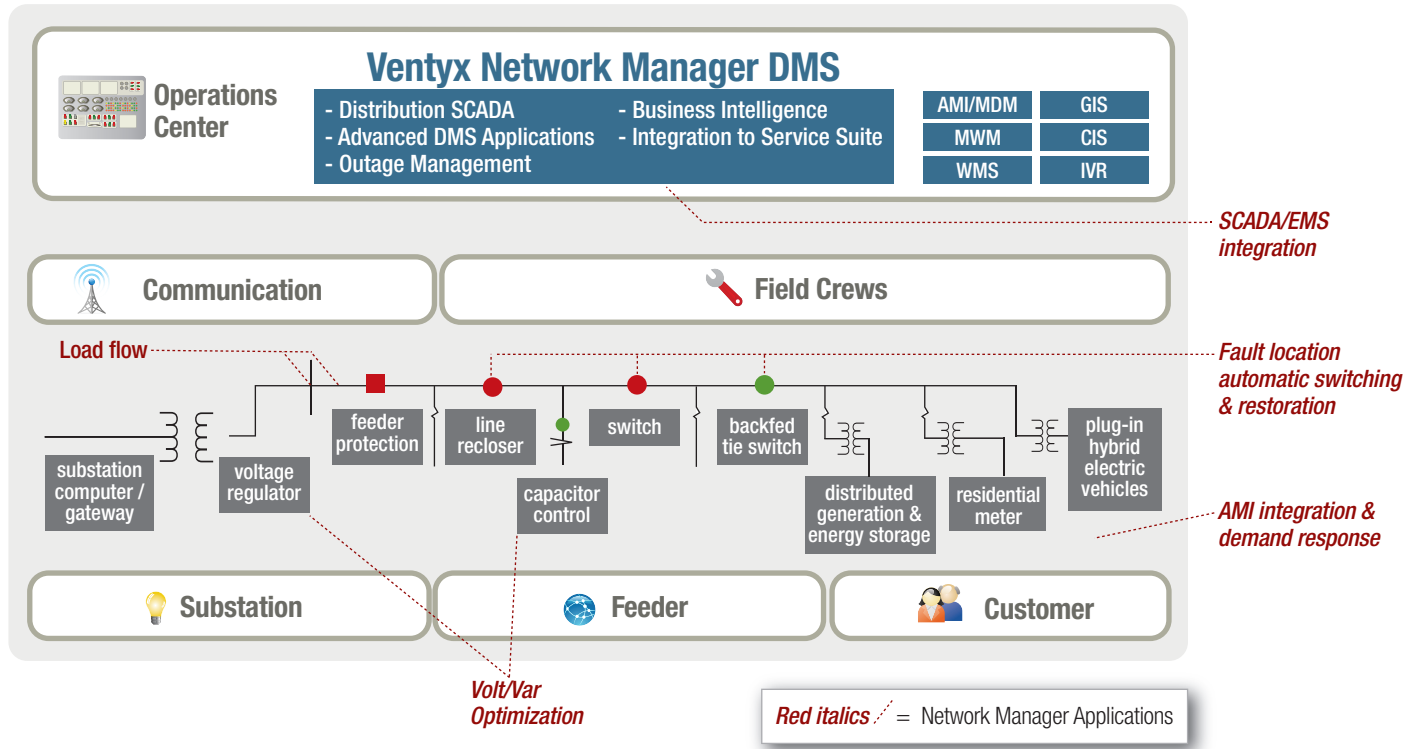 Ventyx Network Manager DMS
Operations
Center
- Distribution SCADA
- Advanced DMS Applications
- Outage Management
- Business Intelligence
- Integration to Service Suite
AMI/MDM
GIS
MWM
CIS
WMS
IVR
SCADA/EMS
integration
Communication
Field Crews
Load flow
Fault location
automatic switching
& restoration
feeder
protection
line
recloser
switch
backfed
tie switch
plug-in
hybrid
electric
vehicles
substation
computer /
gateway
voltage
regulator
capacitor
control
distributed
generation &
energy storage
residential
meter
AMI integration &
demand response
Substation
Feeder
Customer
Volt/Var
Optimization
Red italics = Network Manager Applications